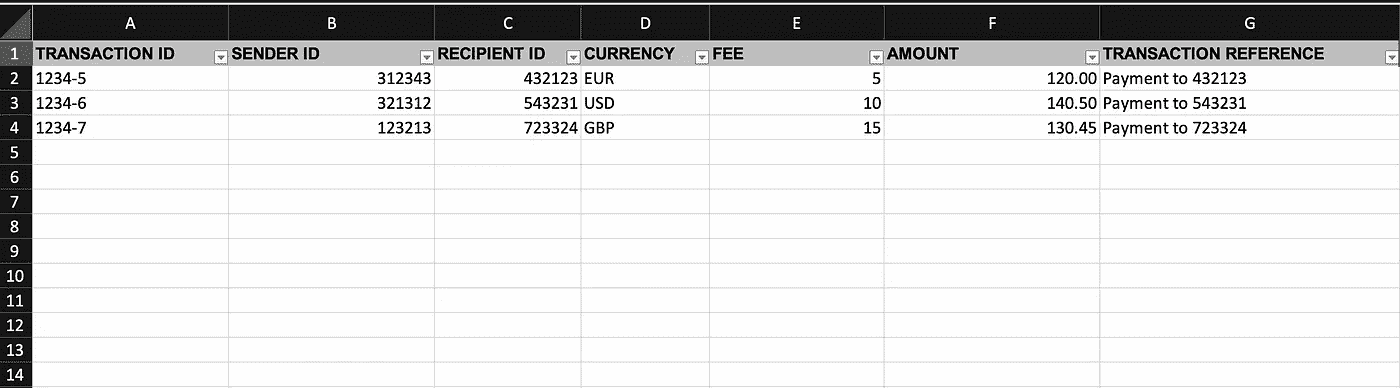 A B C D E F G
1 TRANSACTION ID SENDER ID RECIPIENT ID CURRENCY FEE AMOUNT TRANSACTION REFERENCE
2 1234-5 312343 432123 EUR 5 120.00 Payment to 432123
3 1234-6 321312 543231 USD 10 140.50 Payment to 543231
4 1234-7 123213 723324 GBP 15 130.45 Payment to 723324
5
6
7
8
9
10
11
12
13
14